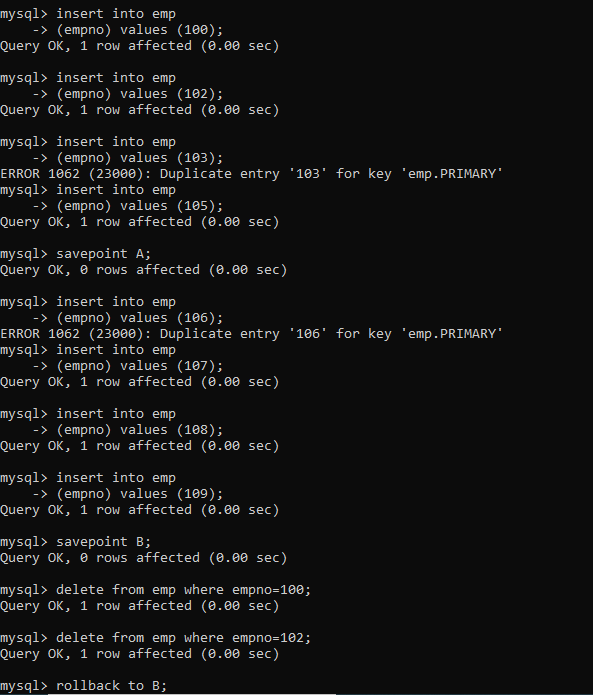 mysql> insert into emp
    -> (empno) values (100);
Query OK, 1 row affected (0.00 sec)

mysql> insert into emp
    -> (empno) values (102);
Query OK, 1 row affected (0.00 sec)

mysql> insert into emp
    -> (empno) values (103);
ERROR 1062 (23000): Duplicate entry '103' for key 'emp.PRIMARY'
mysql> insert into emp
    -> (empno) values (105);
Query OK, 1 row affected (0.00 sec)

mysql> savepoint A;
Query OK, 0 rows affected (0.00 sec)

mysql> insert into emp
    -> (empno) values (106);
ERROR 1062 (23000): Duplicate entry '106' for key 'emp.PRIMARY'
mysql> insert into emp
    -> (empno) values (107);
Query OK, 1 row affected (0.00 sec)

mysql> insert into emp
    -> (empno) values (108);
Query OK, 1 row affected (0.00 sec)

mysql> insert into emp
    -> (empno) values (109);
Query OK, 1 row affected (0.00 sec)

mysql> savepoint B;
Query OK, 0 rows affected (0.00 sec)

mysql> delete from emp where empno=100;
Query OK, 1 row affected (0.00 sec)

mysql> delete from emp where empno=102;
Query OK, 1 row affected (0.00 sec)

mysql> rollback to B;